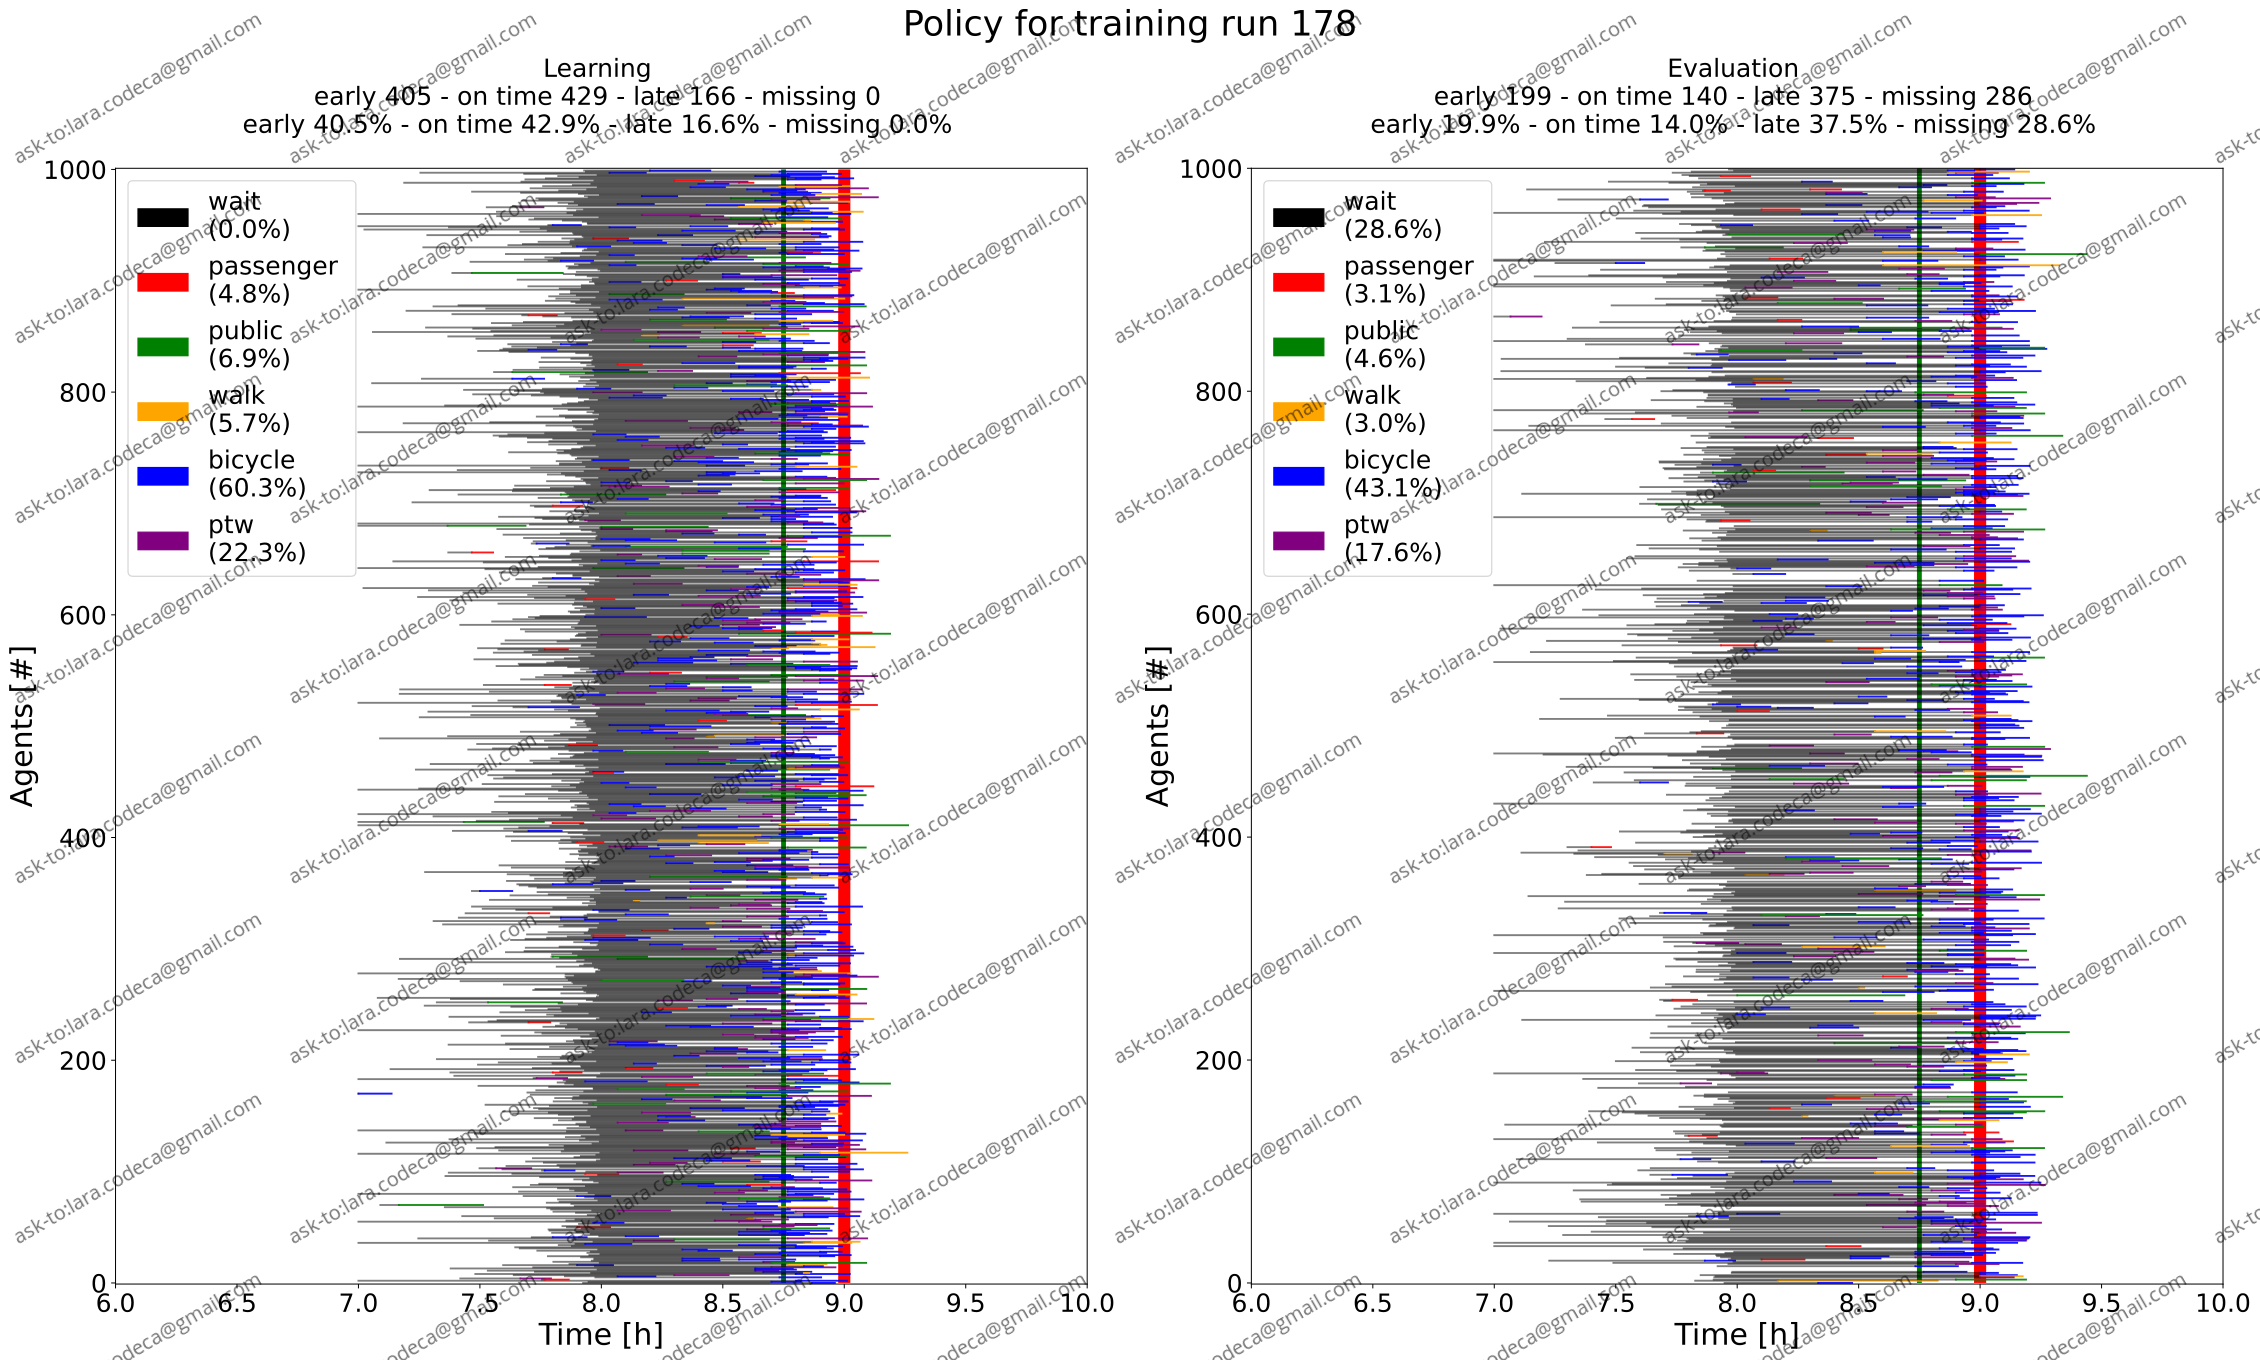 Policy for training run 178
Learning
early 405 - on time 429 - late 166 - missing 0
early 40.5% - on time 42.9% - late 16.6% - missing 0.0%
1000
800
600
400
200
0
Agents [#]
wait
(0.0%)
passenger
(4.8%)
public
(6.9%)
walk
(5.7%)
bicycle
(60.3%)
ptw
(22.3%)
6.0 6.5 7.0 7.5 8.0 8.5 9.0 9.5 10.0
Time [h]
Evaluation
early 199 - on time 140 - late 375 - missing 286
early 19.9% - on time 14.0% - late 37.5% - missing 28.6%
1000
800
600
400
200
0
Agents [#]
wait
(28.6%)
passenger
(3.1%)
public
(4.6%)
walk
(3.0%)
bicycle
(43.1%)
ptw
(17.6%)
6.0 6.5 7.0 7.5 8.0 8.5 9.0 9.5 10.0
Time [h]
ask-to:lara.codeca@gmail.com